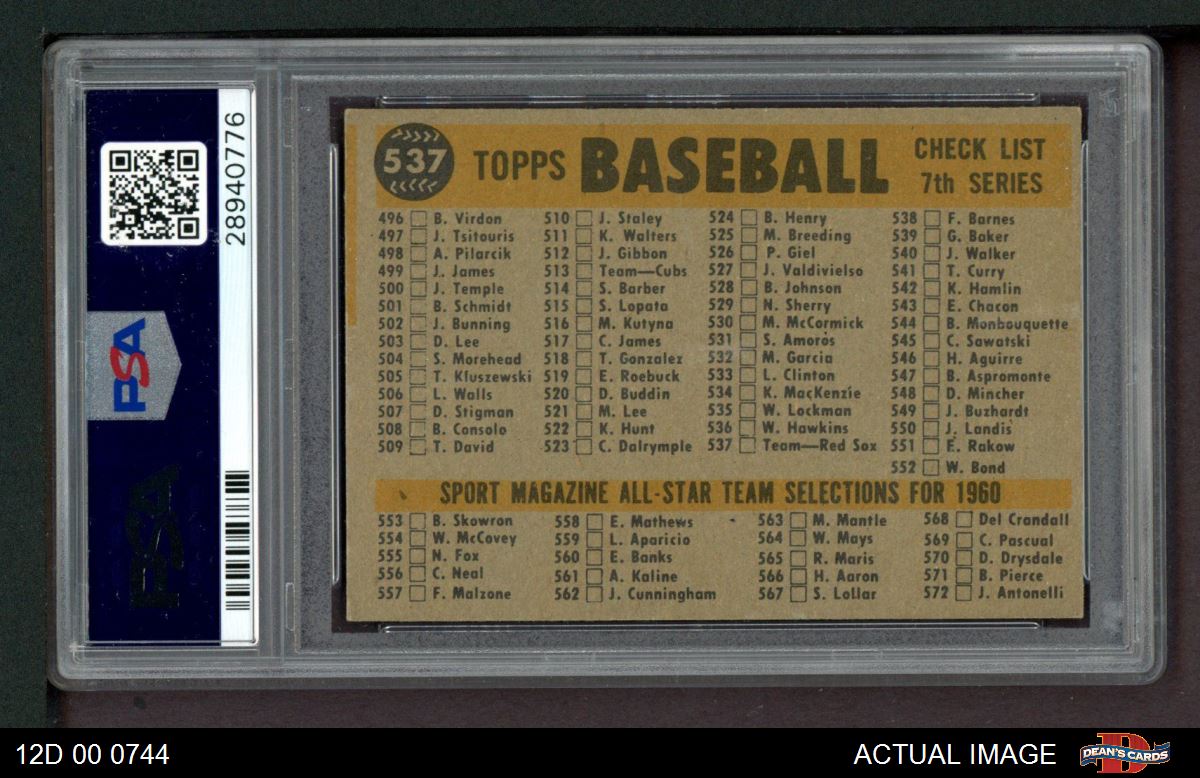 537
TOPPS BASEBALL
CHECK LIST
7th SERIES
496 B. Virdon
497 J. Tsitouris
498 A. Pilarcik
499 J. James
500 J. Temple
501 B. Schmidt
502 J. Bunning
503 D. Lee
504 S. Morehead
505 T. Kluszewski
506 L. Walls
507 D. Stigman
508 B. Consolo
509 T. David
510 J. Staley
511 K. Walters
512 J. Gibbon
513 Team—Cubs
514 S. Barber
515 S. Lopata
516 M. Kutyna
517 C. James
518 T. Gonzalez
519 E. Roebuck
520 D. Buddin
521 M. Lee
522 K. Hunt
523 C. Dalrymple
524 B. Henry
525 M. Breeding
526 P. Giel
527 J. Valdivielso
528 B. Johnson
529 N. Sherry
530 M. McCormick
531 S. Amoros
532 M. Garcia
533 L. Clinton
534 K. MacKenzie
535 W. Lockman
536 W. Hawkins
537 Team—Red Sox
538 F. Barnes
539 G. Baker
540 J. Walker
541 T. Curry
542 K. Hamlin
543 E. Chacon
544 B. Monbouquette
545 C. Sawatski
546 H. Aguirre
547 B. Aspromonte
548 D. Mincher
549 J. Buzhardt
550 J. Landis
551 E. Rakow
552 W. Bond
SPORT MAGAZINE ALL-STAR TEAM SELECTIONS FOR 1960
553 B. Skowron
554 W. McCovey
555 N. Fox
556 C. Neal
557 F. Malzone
558 E. Mathews
559 L. Aparicio
560 E. Banks
561 A. Kaline
562 J. Cunningham
563 M. Mantle
564 W. Mays
565 R. Maris
566 H. Aaron
567 S. Lollar
568 Del Crandall
569 C. Pascual
570 D. Drysdale
571 B. Pierce
572 J. Antonelli
28940776
PSA
PSA
12D 00 0744
ACTUAL IMAGE
DEAN'S CARDS